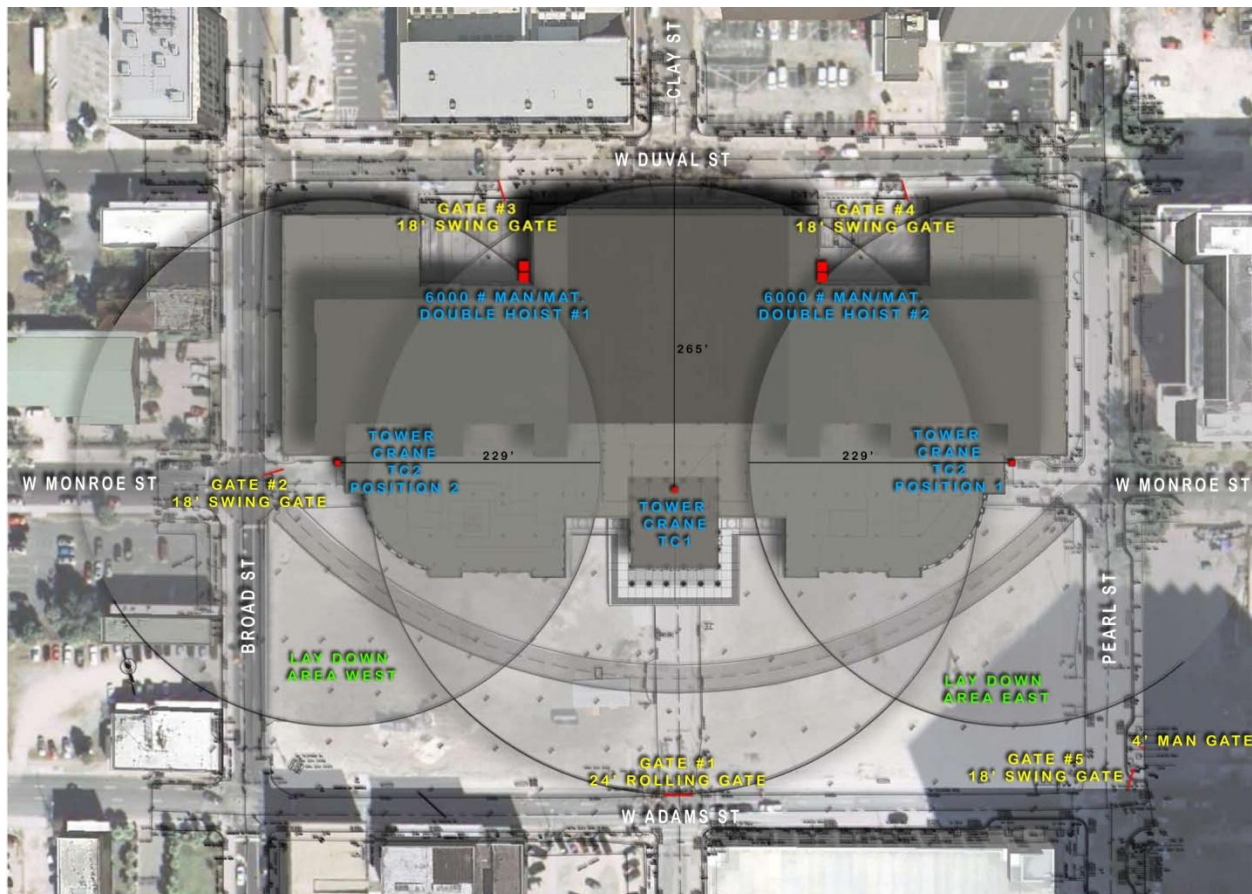 CLAY ST
W DUVAL ST
GATE #3
18' SWING GATE
GATE #4
18' SWING GATE
6000 # MAN/MAT.
DOUBLE HOIST #1
6000 # MAN/MAT.
DOUBLE HOIST #2
265'
TOWER
CRANE
TC2
POSITION 2
229'
229'
TOWER
CRANE
TC2
POSITION 1
W MONROE ST
GATE #2
18' SWING GATE
TOWER
CRANE
TC1
W MONROE ST
BROAD ST
PEARL ST
LAY DOWN
AREA WEST
LAY DOWN
AREA EAST
4' MAN GATE
GATE #1
24' ROLLING GATE
GATE #5
18' SWING GATE
W ADAMS ST